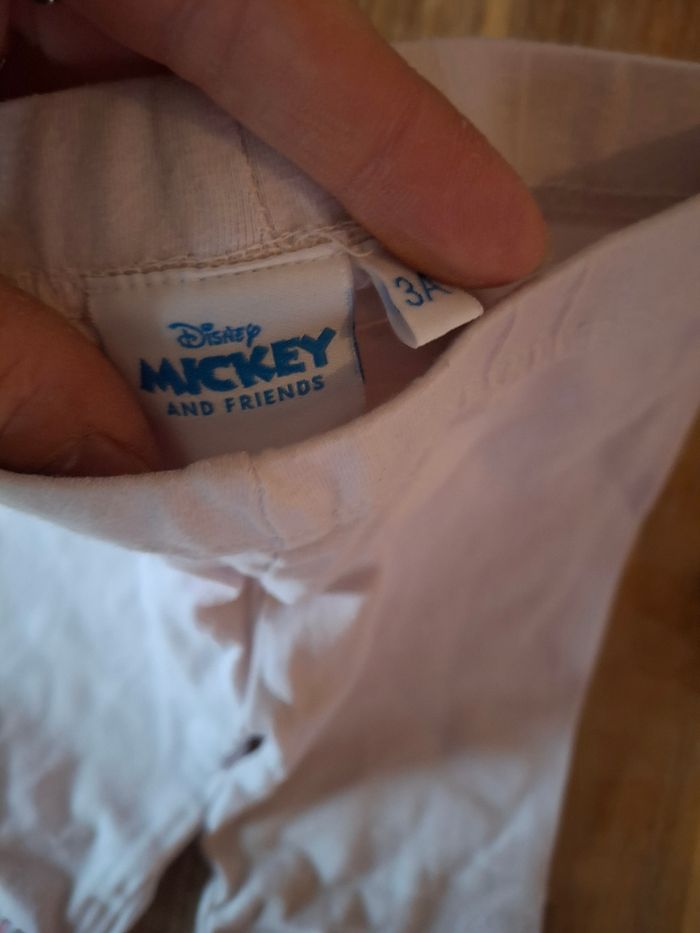 Disney
MICKEY
AND FRIENDS
3A